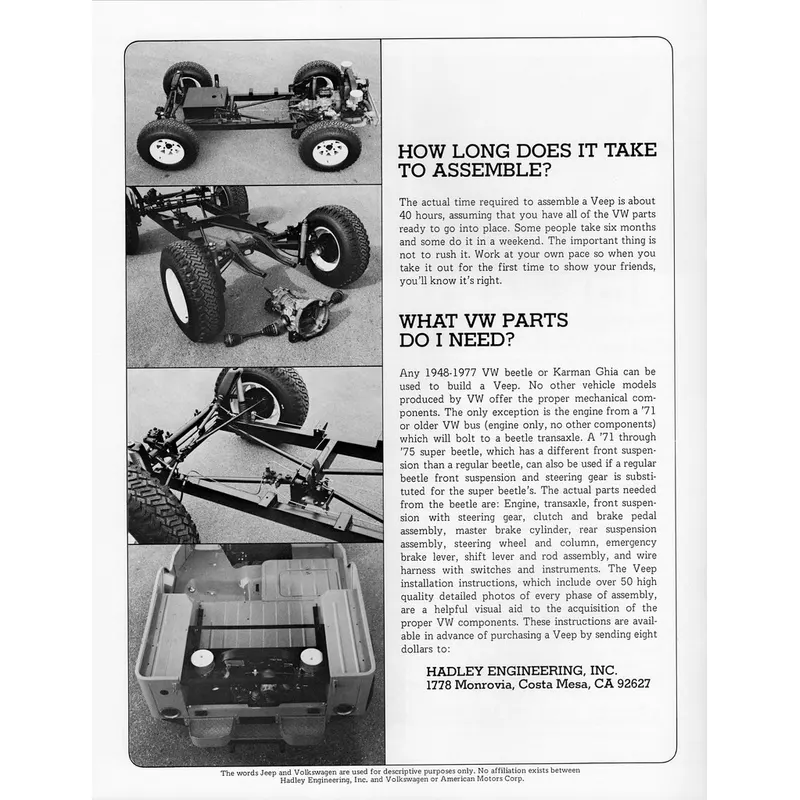 HOW LONG DOES IT TAKE
TO ASSEMBLE?
The actual time required to assemble a Veep is about
40 hours, assuming that you have all of the VW parts
ready to go into place. Some people take six months
and some do it in a weekend. The important thing is
not to rush it. Work at your own pace so when you
take it out for the first time to show your friends,
you'll know it's right.
WHAT VW PARTS
DO I NEED?
Any 1948-1977 VW beetle or Karman Ghia can be
used to build a Veep. No other vehicle models
produced by VW offer the proper mechanical com-
ponents. The only exception is the engine from a '71
or older VW bus (engine only, no other components)
which will bolt to a beetle transaxle. A '71 through
'75 super beetle, which has a different front suspen-
sion than a regular beetle, can also be used if a regular
beetle front suspension and steering gear is substi-
tuted for the super beetle's. The actual parts needed
from the beetle are: Engine, transaxle, front suspen-
sion with steering gear, clutch and brake pedal
assembly, master brake cylinder, rear suspension
assembly, steering wheel and column, emergency
brake lever, shift lever and rod assembly, and wire
harness with switches and instruments. The Veep
installation instructions, which include over 50 high
quality detailed photos of every phase of assembly,
are a helpful visual aid to the acquisition of the
proper VW components. These instructions are avail-
able in advance of purchasing a Veep by sending eight
dollars to:
HADLEY ENGINEERING, INC.
1778 Monrovia, Costa Mesa, CA 92627
The words Jeep and Volkswagen are used for descriptive purposes only. No affiliation exists between
Hadley Engineering, Inc. and Volkswagen or American Motors Corp.